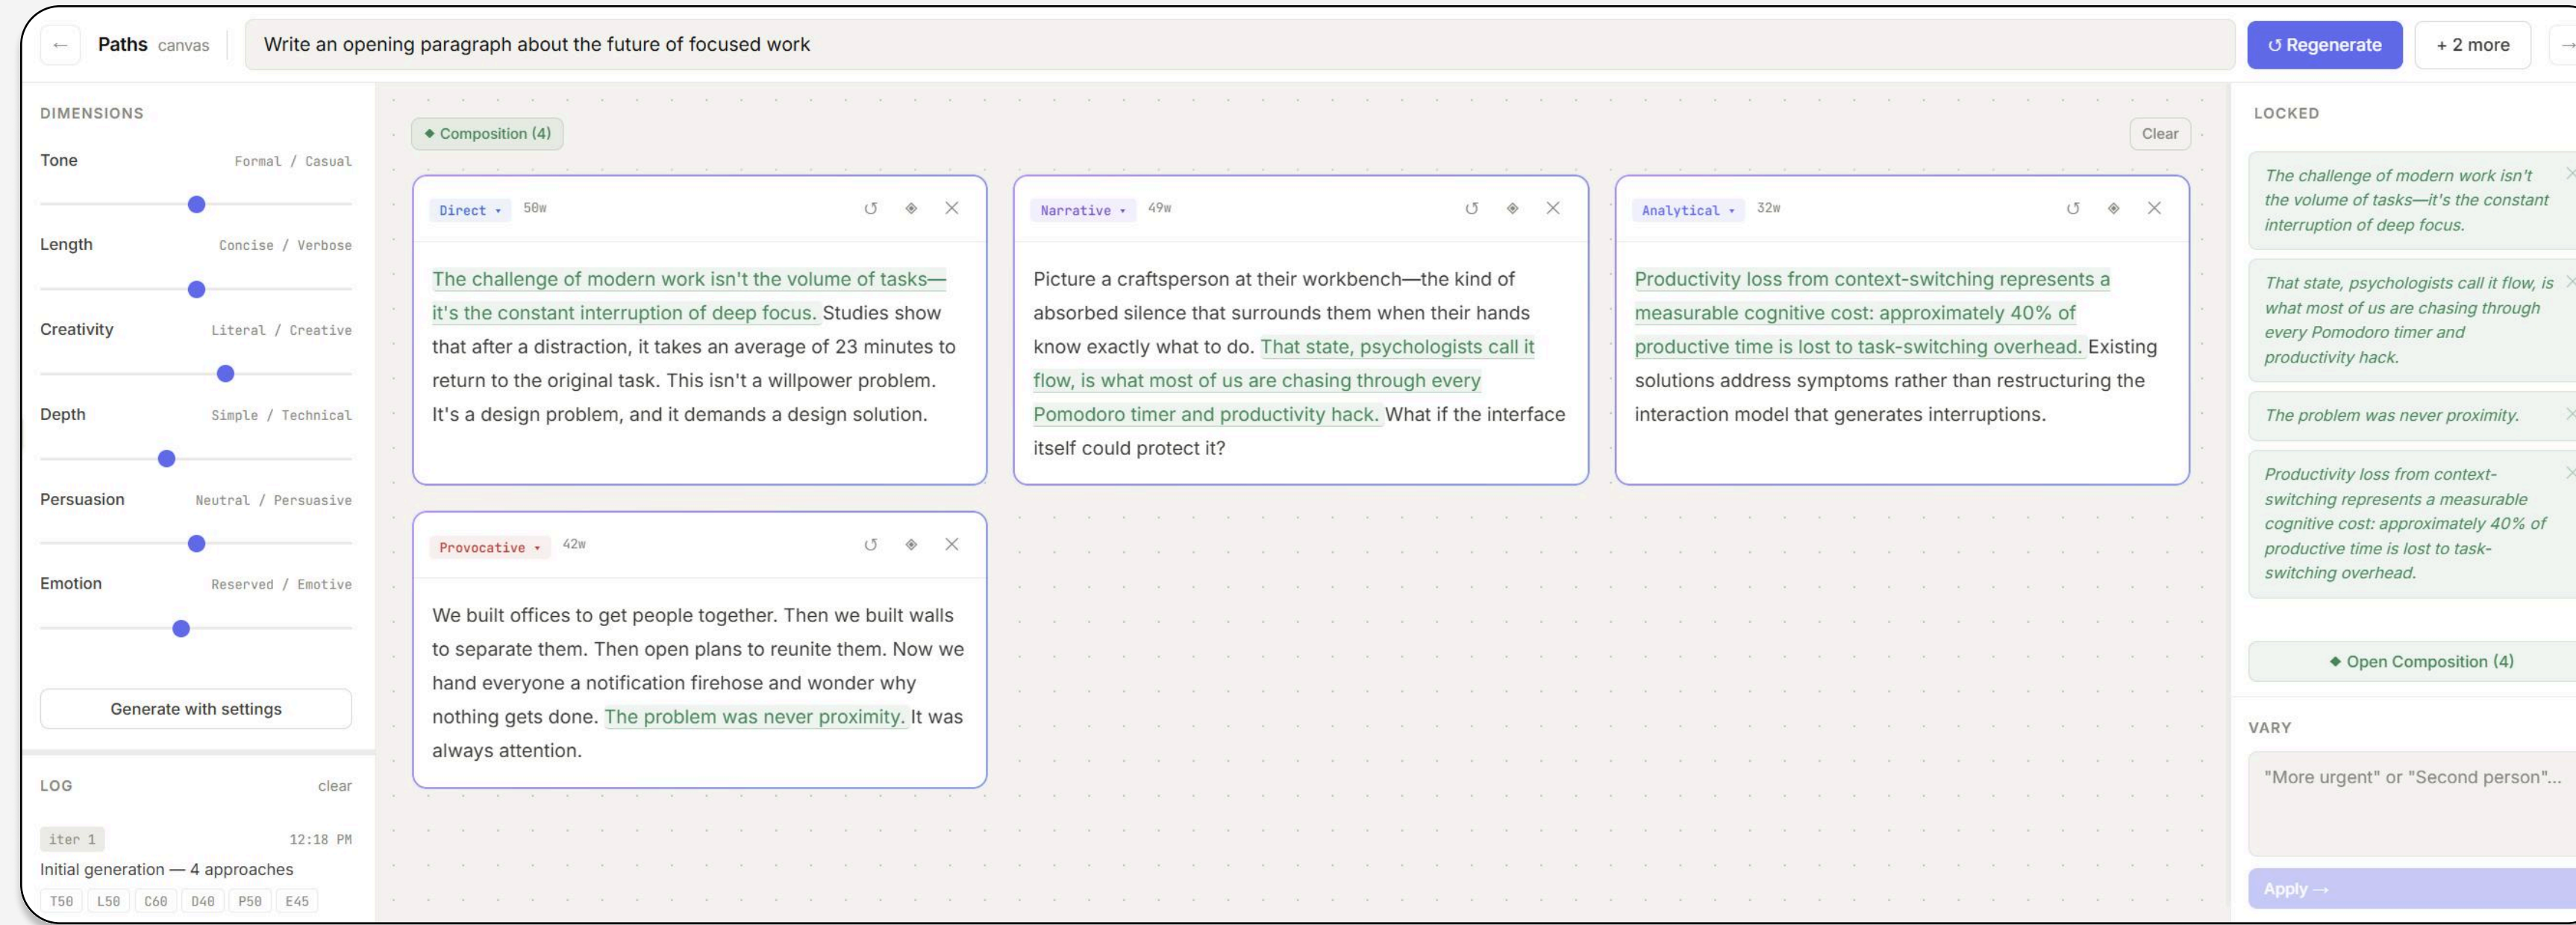 ← Paths canvas Write an opening paragraph about the future of focused work ↺ Regenerate + 2 more →
DIMENSIONS
Tone Formal / Casual
Length Concise / Verbose
Creativity Literal / Creative
Depth Simple / Technical
Persuasion Neutral / Persuasive
Emotion Reserved / Emotive
Generate with settings
LOG clear
iter 1 12:18 PM
Initial generation — 4 approaches
T50 L50 C60 D40 P50 E45
◆ Composition (4) Clear
Direct ▾ 50w ↺ ◈ ×
The challenge of modern work isn't the volume of tasks—
it's the constant interruption of deep focus. Studies show
that after a distraction, it takes an average of 23 minutes to
return to the original task. This isn't a willpower problem.
It's a design problem, and it demands a design solution.
Narrative ▾ 49w ↺ ◈ ×
Picture a craftsperson at their workbench—the kind of
absorbed silence that surrounds them when their hands
know exactly what to do. That state, psychologists call it
flow, is what most of us are chasing through every
Pomodoro timer and productivity hack. What if the interface
itself could protect it?
Analytical ▾ 32w ↺ ◈ ×
Productivity loss from context-switching represents a
measurable cognitive cost: approximately 40% of
productive time is lost to task-switching overhead. Existing
solutions address symptoms rather than restructuring the
interaction model that generates interruptions.
Provocative ▾ 42w ↺ ◈ ×
We built offices to get people together. Then we built walls
to separate them. Then open plans to reunite them. Now we
hand everyone a notification firehose and wonder why
nothing gets done. The problem was never proximity. It was
always attention.
LOCKED
The challenge of modern work isn't
the volume of tasks—it's the constant
interruption of deep focus.
That state, psychologists call it flow, is
what most of us are chasing through
every Pomodoro timer and
productivity hack.
The problem was never proximity.
Productivity loss from context-
switching represents a measurable
cognitive cost: approximately 40% of
productive time is lost to task-
switching overhead.
◆ Open Composition (4)
VARY
"More urgent" or "Second person"...
Apply →